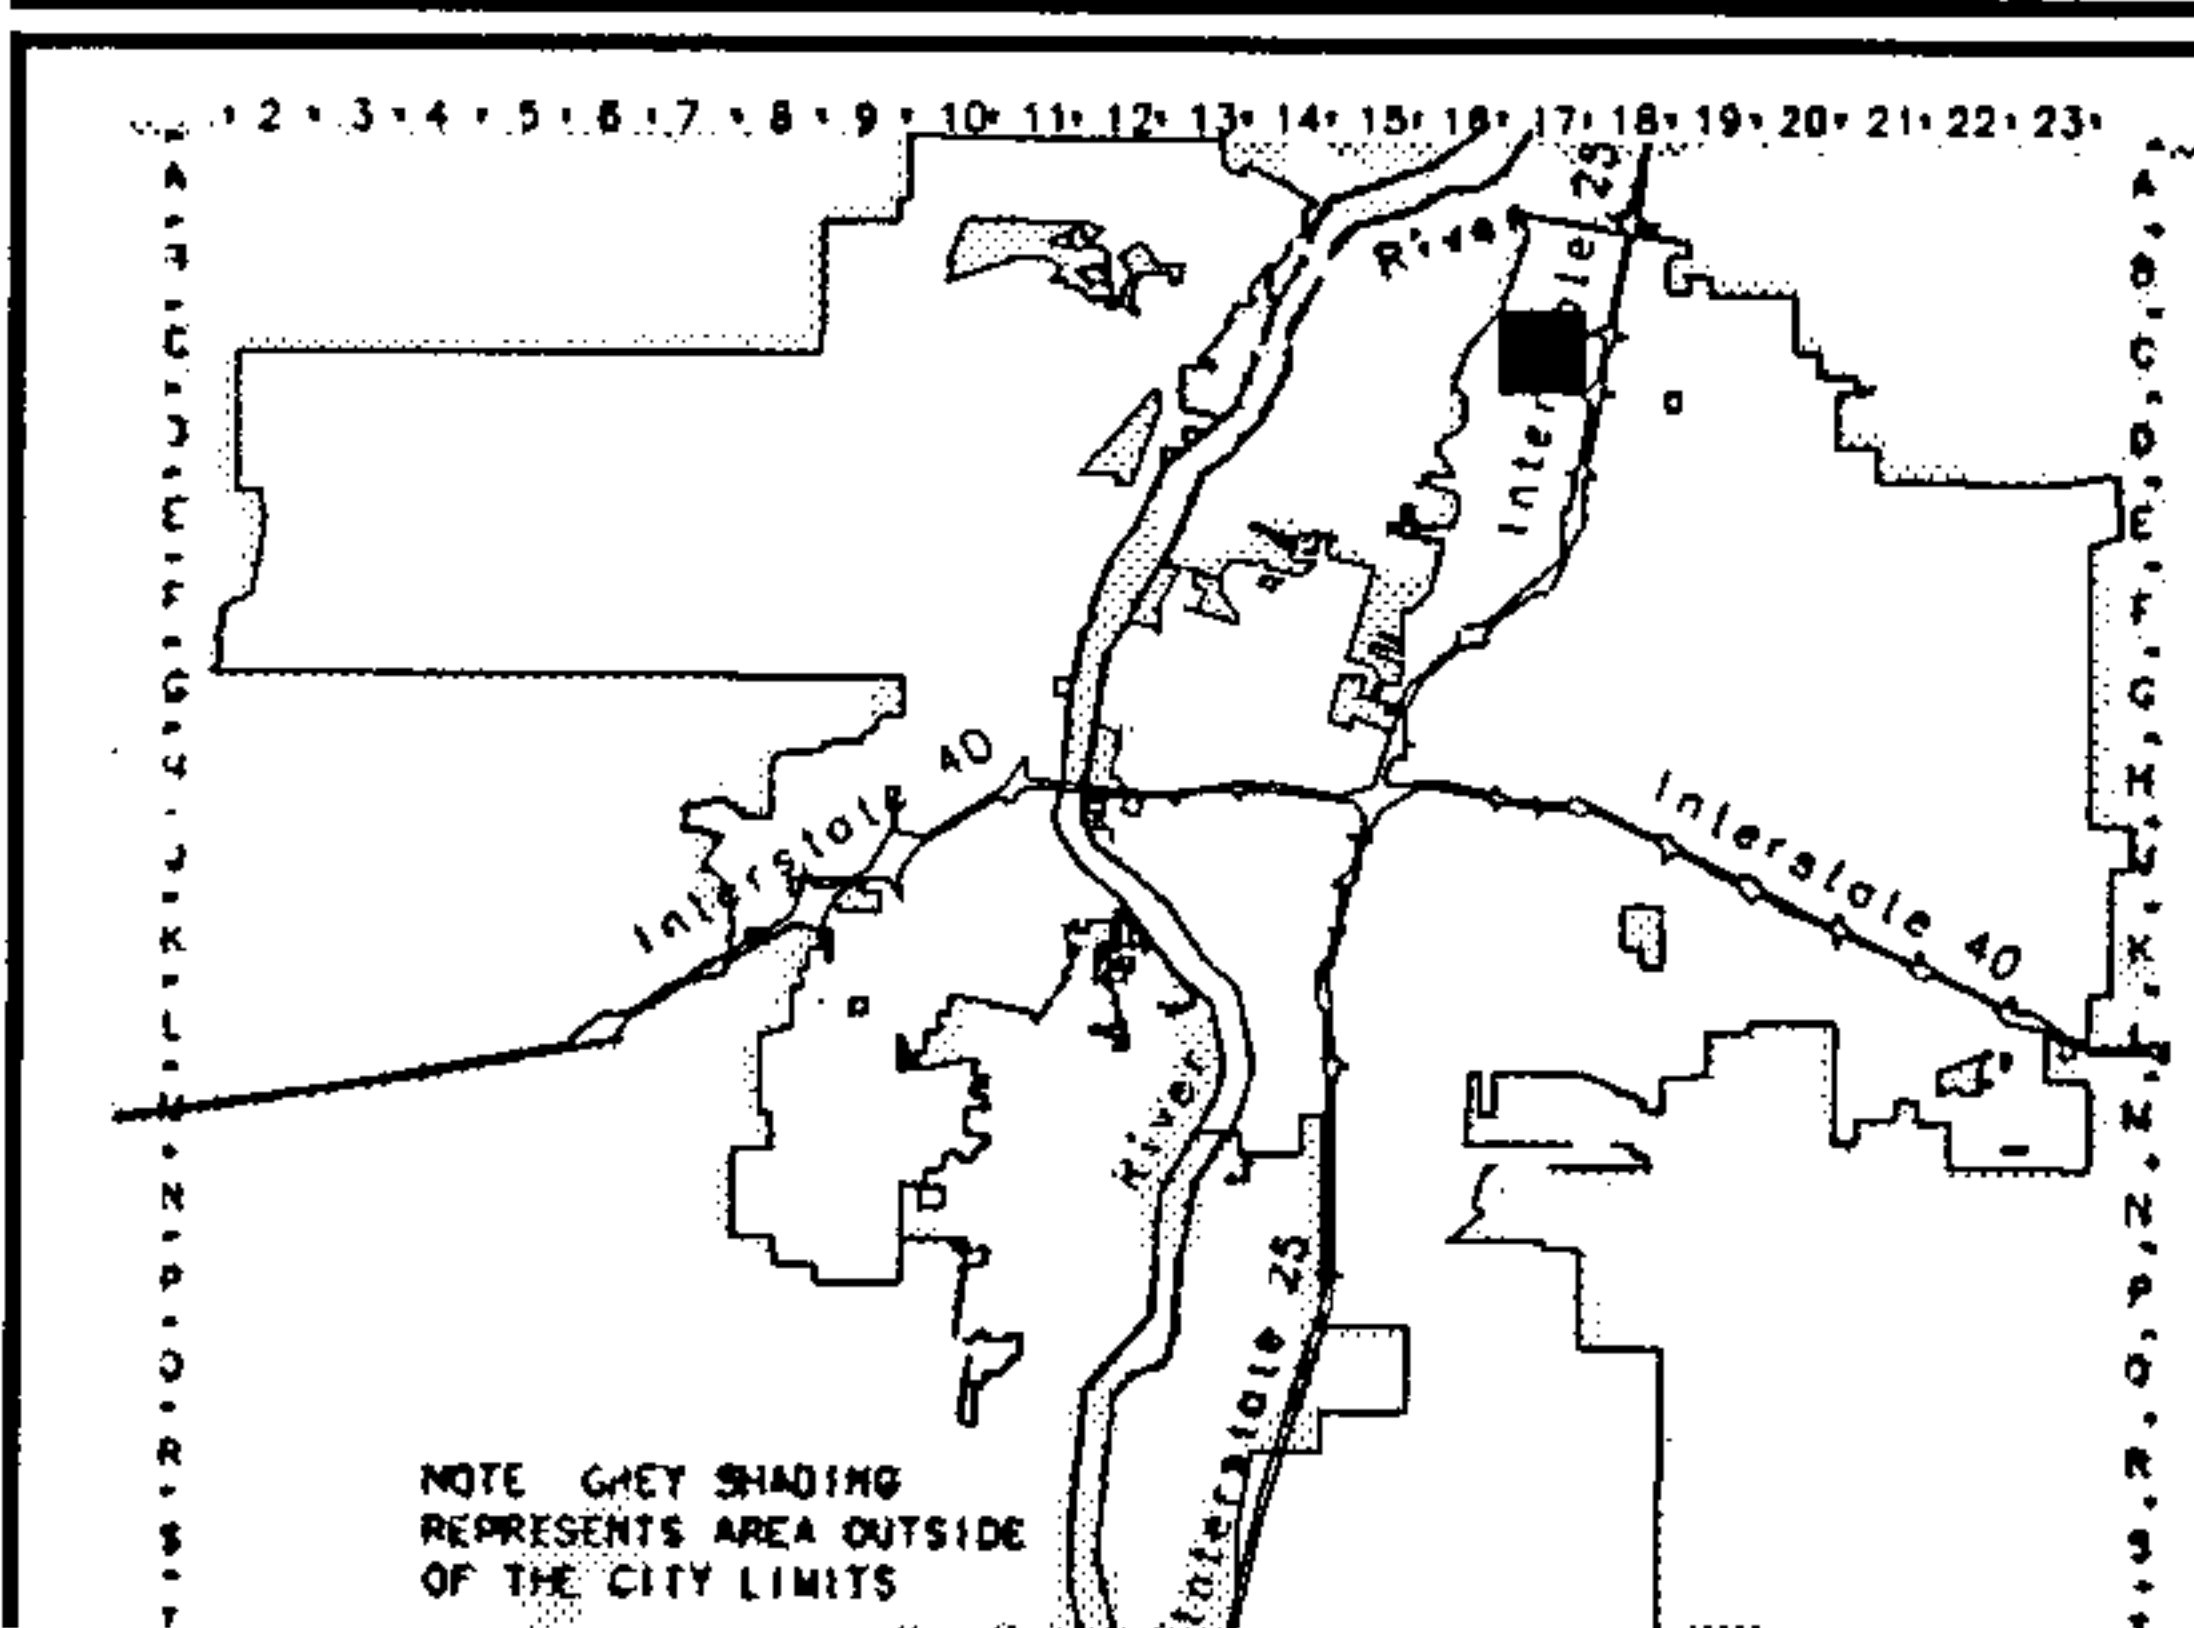 2 3 4 5 6 7 8 9 10 11 12 13 14 15 16 17 18 19 20 21 22 23
A A
B
C C
D
E E
F F
G G
H
J
K K
L L
M M
N N
P P
O
R R
S S
T
River
Interstate 25
Interstate 40
Interstate 40
River
Interstate 25
NOTE GREY SHADING
REPRESENTS AREA OUTSIDE
OF THE CITY LIMITS